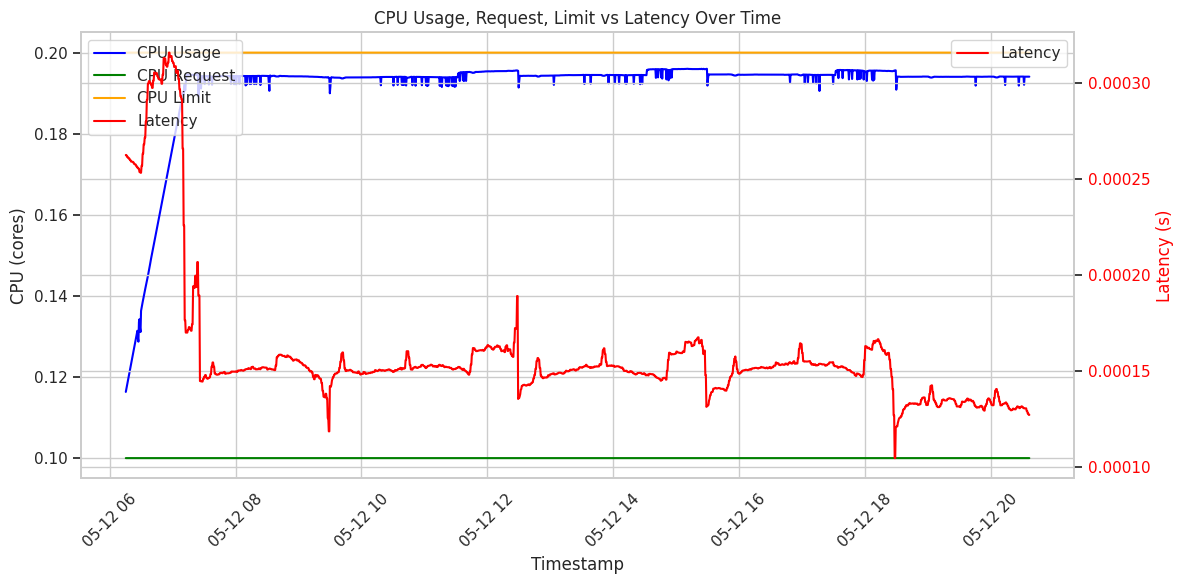 CPU Usage, Request, Limit vs Latency Over Time
CPU Usage
CPU Request
CPU Limit
Latency
Latency
0.20
0.18
0.16
0.14
0.12
0.10
CPU (cores)
0.00030
0.00025
0.00020
0.00015
0.00010
Latency (s)
05-12 06
05-12 08
05-12 10
05-12 12
05-12 14
05-12 16
05-12 18
05-12 20
Timestamp